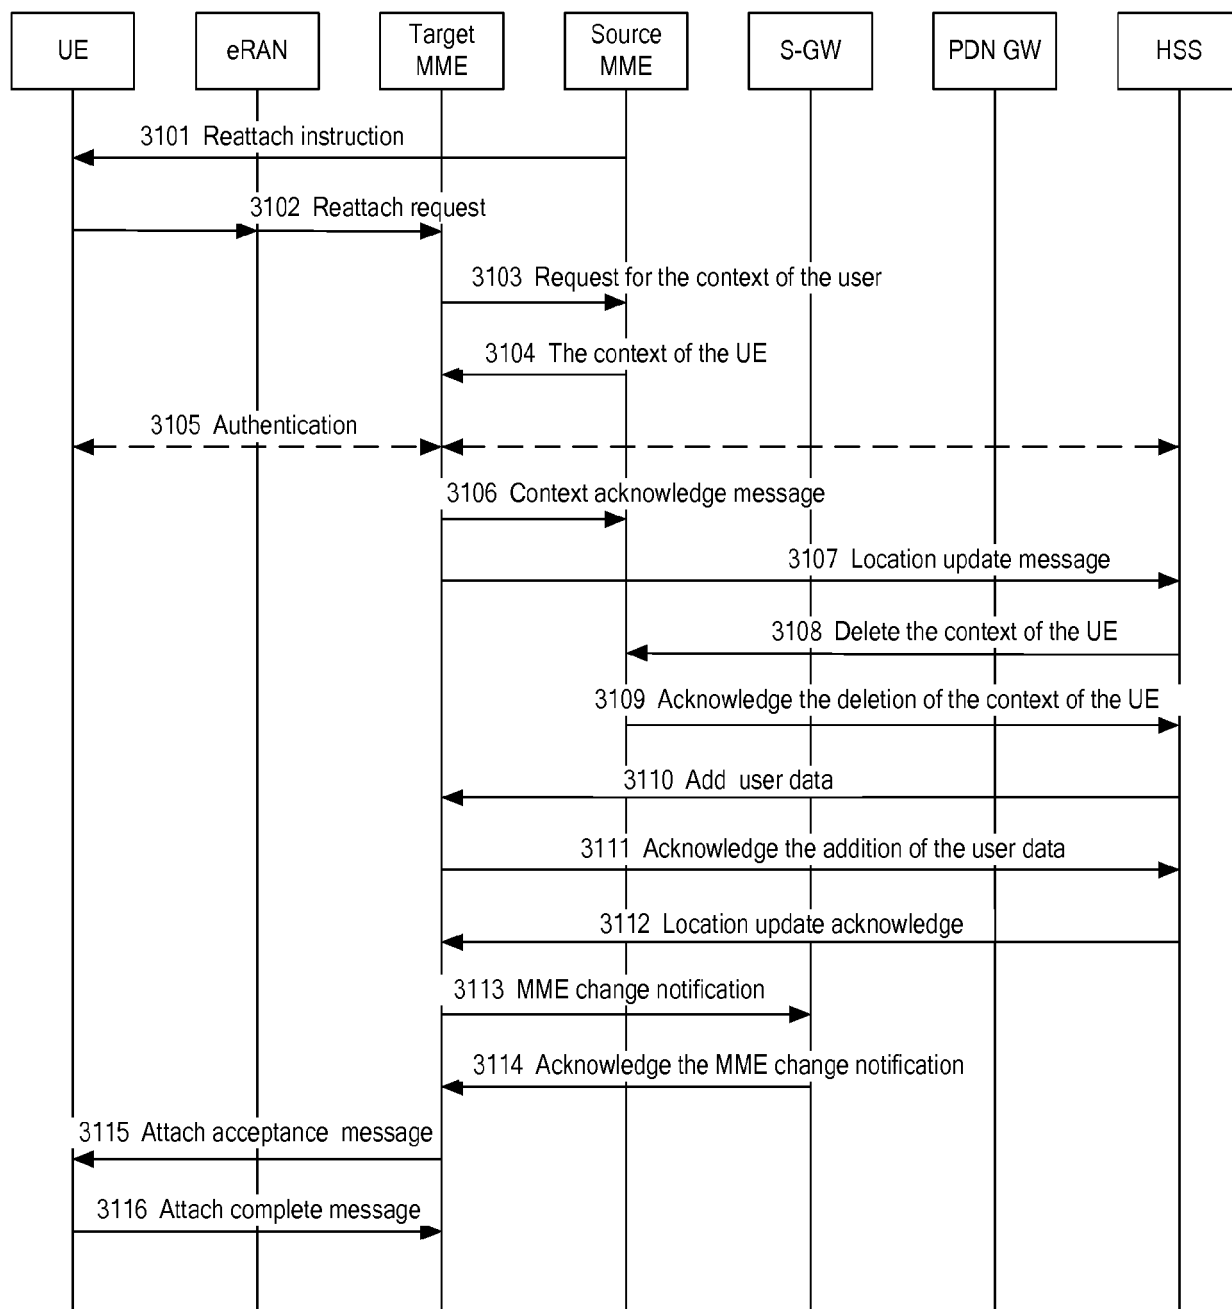 UE
eRAN
Target
MME
Source
MME
S-GW
PDN GW
HSS
3101 Reattach instruction
3102 Reattach request
3103 Request for the context of the user
3104 The context of the UE
3105 Authentication
3106 Context acknowledge message
3107 Location update message
3108 Delete the context of the UE
3109 Acknowledge the deletion of the context of the UE
3110 Add user data
3111 Acknowledge the addition of the user data
3112 Location update acknowledge
3113 MME change notification
3114 Acknowledge the MME change notification
3115 Attach acceptance message
3116 Attach complete message